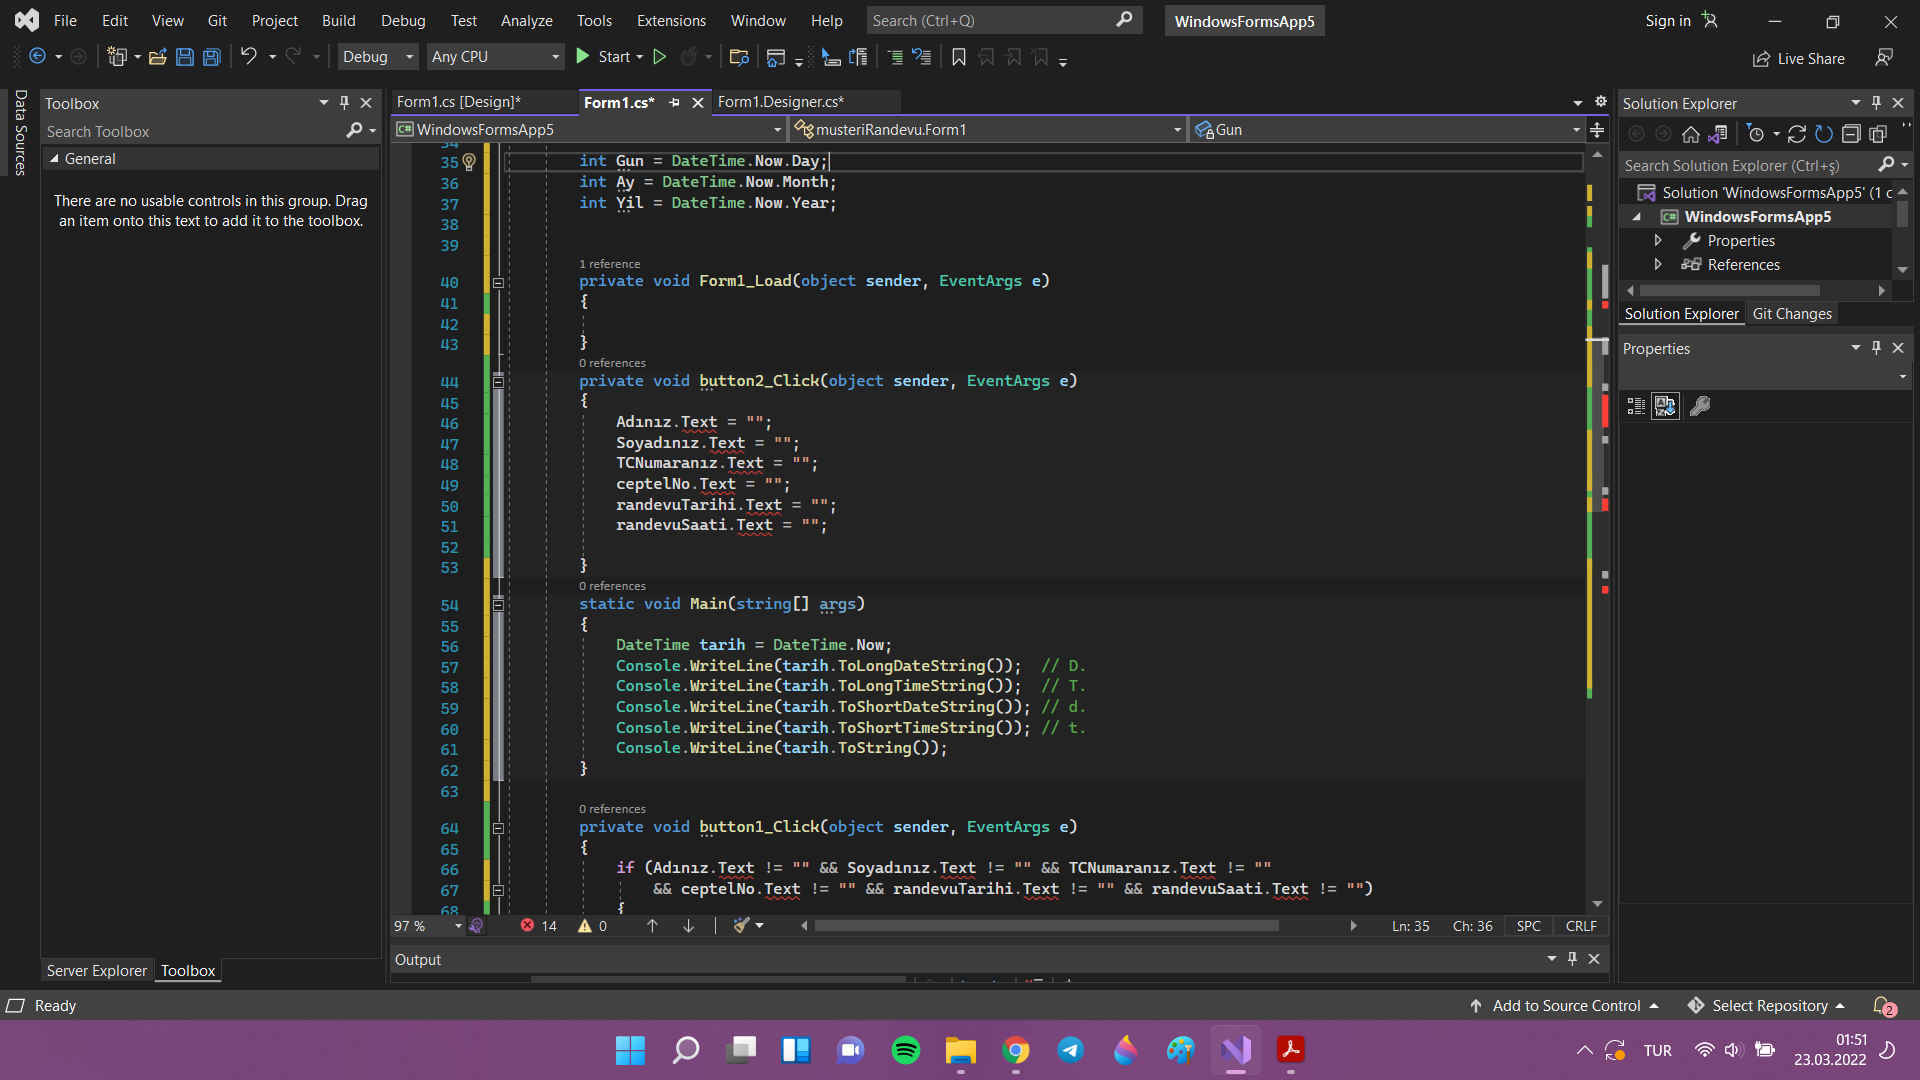 File Edit View Git Project Build Debug Test Analyze Tools Extensions Window Help Search (Ctrl+Q) WindowsFormsApp5 Sign in
Debug Any CPU Start Live Share
Data Sources
Toolbox
Search Toolbox
General
There are no usable controls in this group. Drag
an item onto this text to add it to the toolbox.
Server Explorer Toolbox
Form1.cs [Design]* Form1.cs* Form1.Designer.cs*
C# WindowsFormsApp5 musteriRandevu.Form1 Gun
34
35 int Gun = DateTime.Now.Day;
36 int Ay = DateTime.Now.Month;
37 int Yil = DateTime.Now.Year;
38
39
1 reference
40 private void Form1_Load(object sender, EventArgs e)
41 {
42
43 }
0 references
44 private void button2_Click(object sender, EventArgs e)
45 {
46 Adınız.Text = "";
47 Soyadınız.Text = "";
48 TCNumaranız.Text = "";
49 ceptelNo.Text = "";
50 randevuTarihi.Text = "";
51 randevuSaati.Text = "";
52
53 }
0 references
54 static void Main(string[] args)
55 {
56 DateTime tarih = DateTime.Now;
57 Console.WriteLine(tarih.ToLongDateString()); // D.
58 Console.WriteLine(tarih.ToLongTimeString()); // T.
59 Console.WriteLine(tarih.ToShortDateString()); // d.
60 Console.WriteLine(tarih.ToShortTimeString()); // t.
61 Console.WriteLine(tarih.ToString());
62 }
63
0 references
64 private void button1_Click(object sender, EventArgs e)
65 {
66 if (Adınız.Text != "" && Soyadınız.Text != "" && TCNumaranız.Text != ""
67 && ceptelNo.Text != "" && randevuTarihi.Text != "" && randevuSaati.Text != "")
68 {
97 % 14 0 Ln: 35 Ch: 36 SPC CRLF
Output
Solution Explorer
Search Solution Explorer (Ctrl+ş)
Solution 'WindowsFormsApp5' (1 c
C# WindowsFormsApp5
Properties
References
Solution Explorer Git Changes
Properties
Ready Add to Source Control Select Repository 2
TUR 01:51
23.03.2022